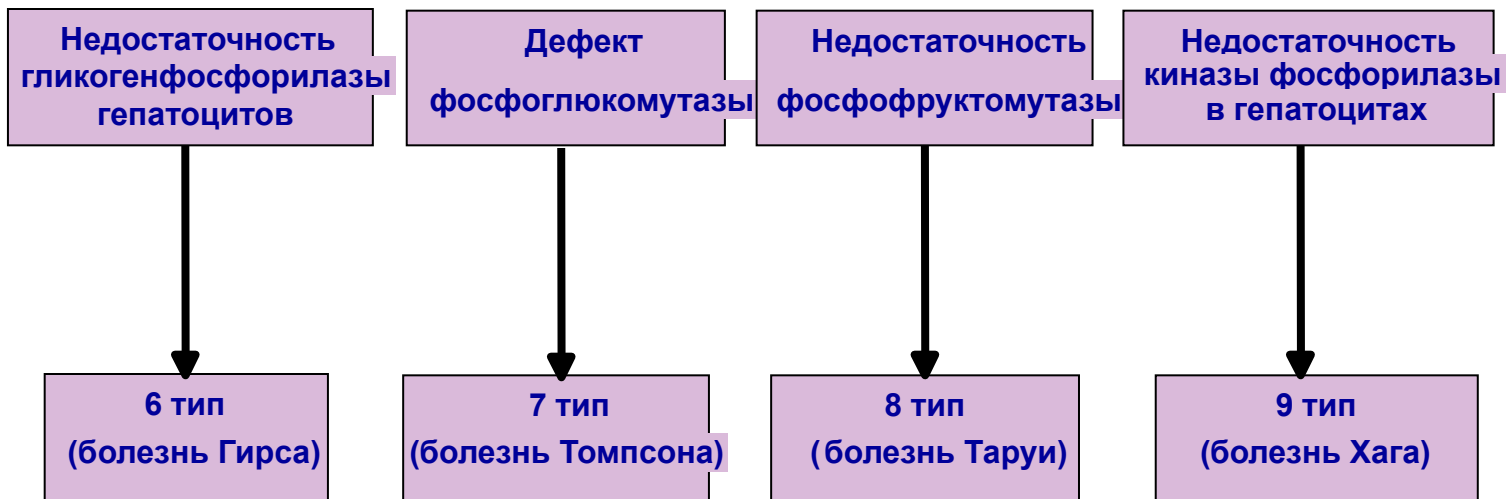 Недостаточность
гликогенфосфорилазы
гепатоцитов
Дефект
фосфоглюкомутазы
Недостаточность
фосфофруктомутазы
Недостаточность
киназы фосфорилазы
в гепатоцитах
6 тип
(болезнь Гирса)
7 тип
(болезнь Томпсона)
8 тип
(болезнь Таруи)
9 тип
(болезнь Хага)